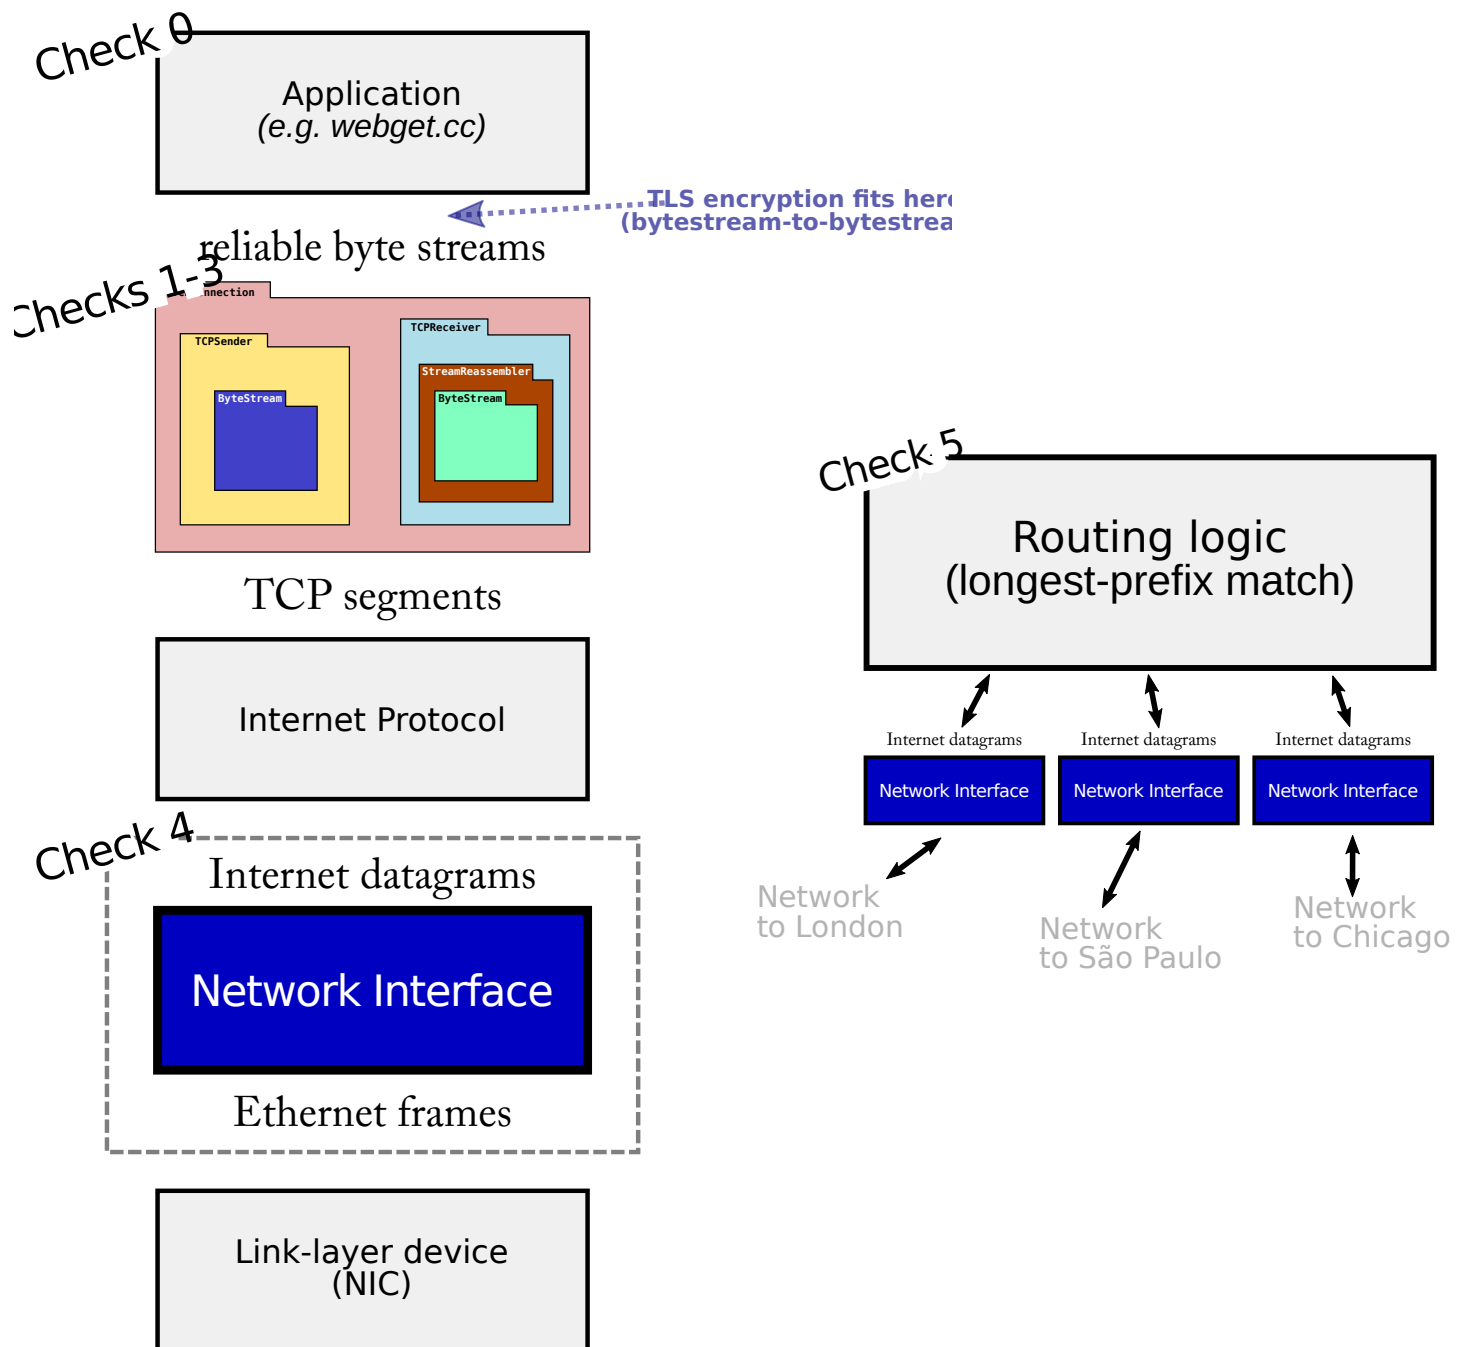 Check 0
Application
(e.g. webget.cc)
TLS encryption fits here
(bytestream-to-bytestrea
reliable byte streams
Checks 1-3
nnection
TCPSender
ByteStream
TCPReceiver
StreamReassembler
ByteStream
TCP segments
Internet Protocol
Check 4
Internet datagrams
Network Interface
Ethernet frames
Link-layer device
(NIC)
Check 5
Routing logic
(longest-prefix match)
Internet datagrams
Internet datagrams
Internet datagrams
Network Interface
Network Interface
Network Interface
Network
to London
Network
to São Paulo
Network
to Chicago